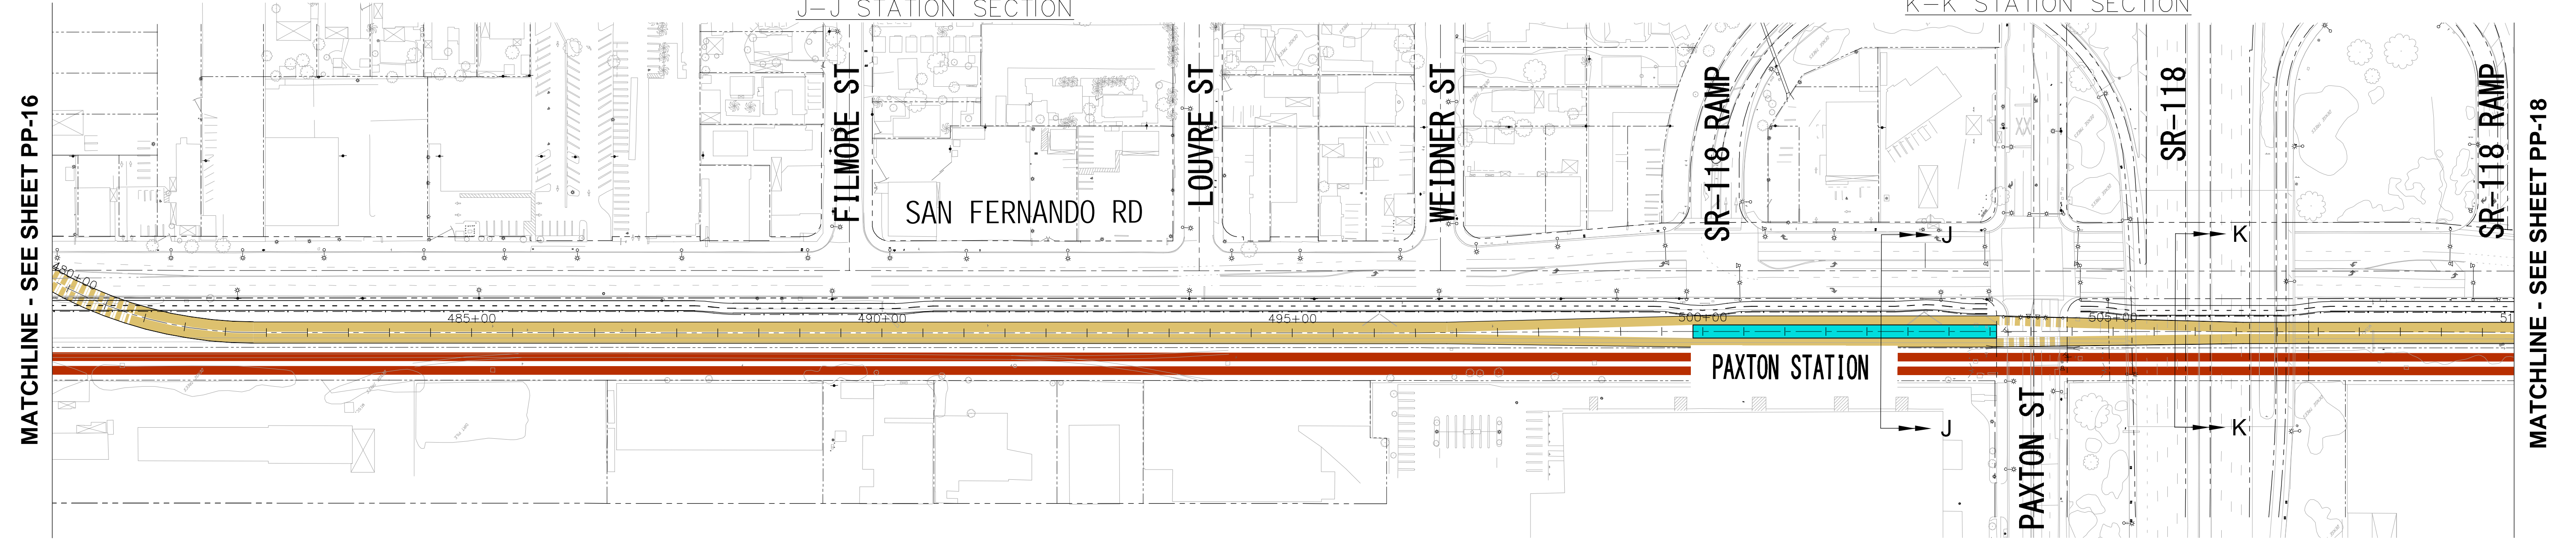 J-J STATION SECTION
K-K STATION SECTION
MATCHLINE - SEE SHEET PP-16
FILMORE ST
SAN FERNANDO RD
LOUVRE ST
WEIDNER ST
SR-118 RAMP
SR-118
SR-118 RAMP
MATCHLINE - SEE SHEET PP-18
J
K
480+00
485+00
490+00
495+00
500+00
505+00
51
PAXTON STATION
PAXTON ST
J
K